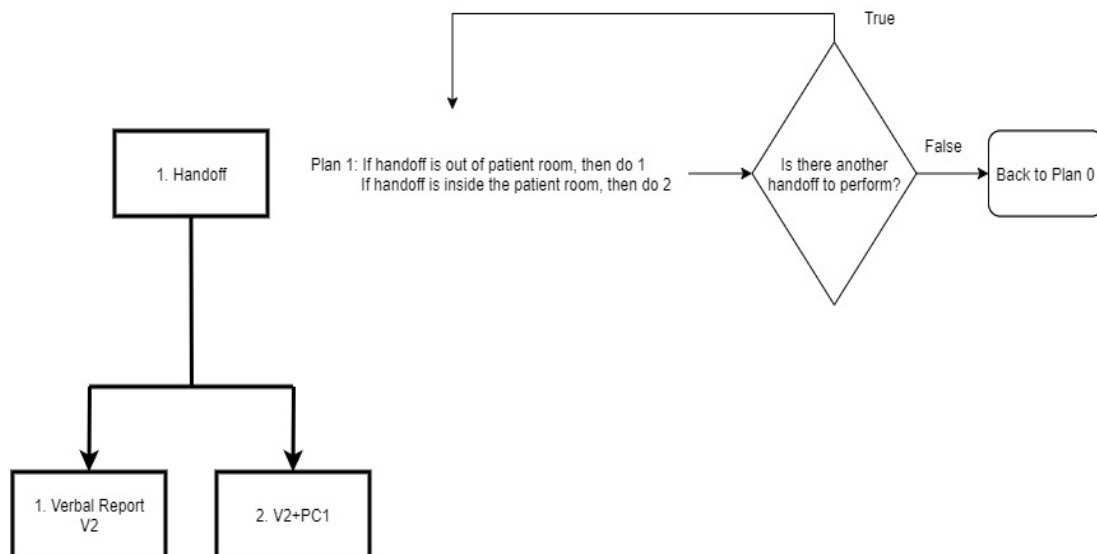 True
1. Handoff
Plan 1: If handoff is out of patient room, then do 1
If handoff is inside the patient room, then do 2
Is there another
handoff to perform?
False
Back to Plan 0
1. Verbal Report
V2
2. V2+PC1